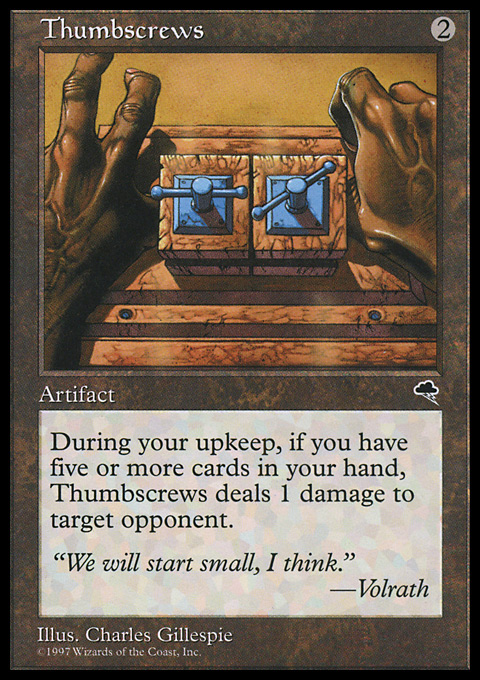 Thumbscrews 2
Artifact
During your upkeep, if you have
five or more cards in your hand,
Thumbscrews deals 1 damage to
target opponent.
“We will start small, I think.”
—Volrath
Illus. Charles Gillespie
©1997 Wizards of the Coast, Inc.